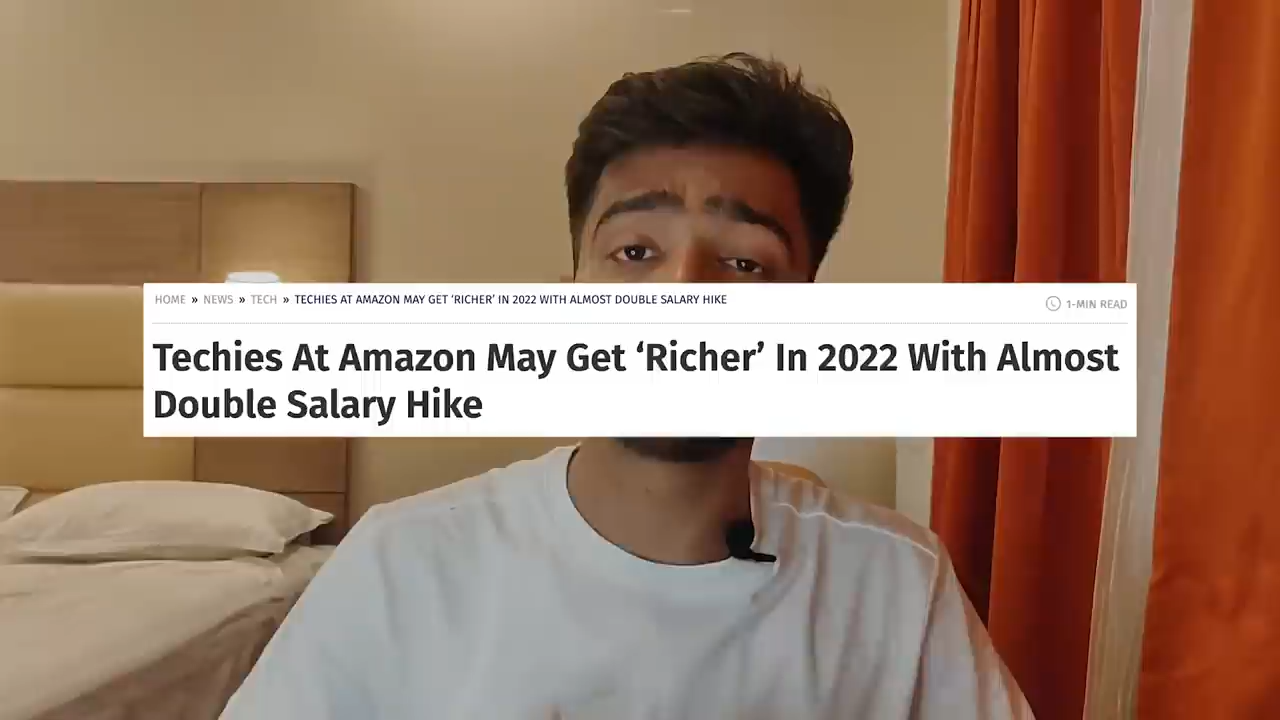 HOME » NEWS » TECH » TECHIES AT AMAZON MAY GET ‘RICHER’ IN 2022 WITH ALMOST DOUBLE SALARY HIKE
1-MIN READ
Techies At Amazon May Get ‘Richer’ In 2022 With Almost
Double Salary Hike